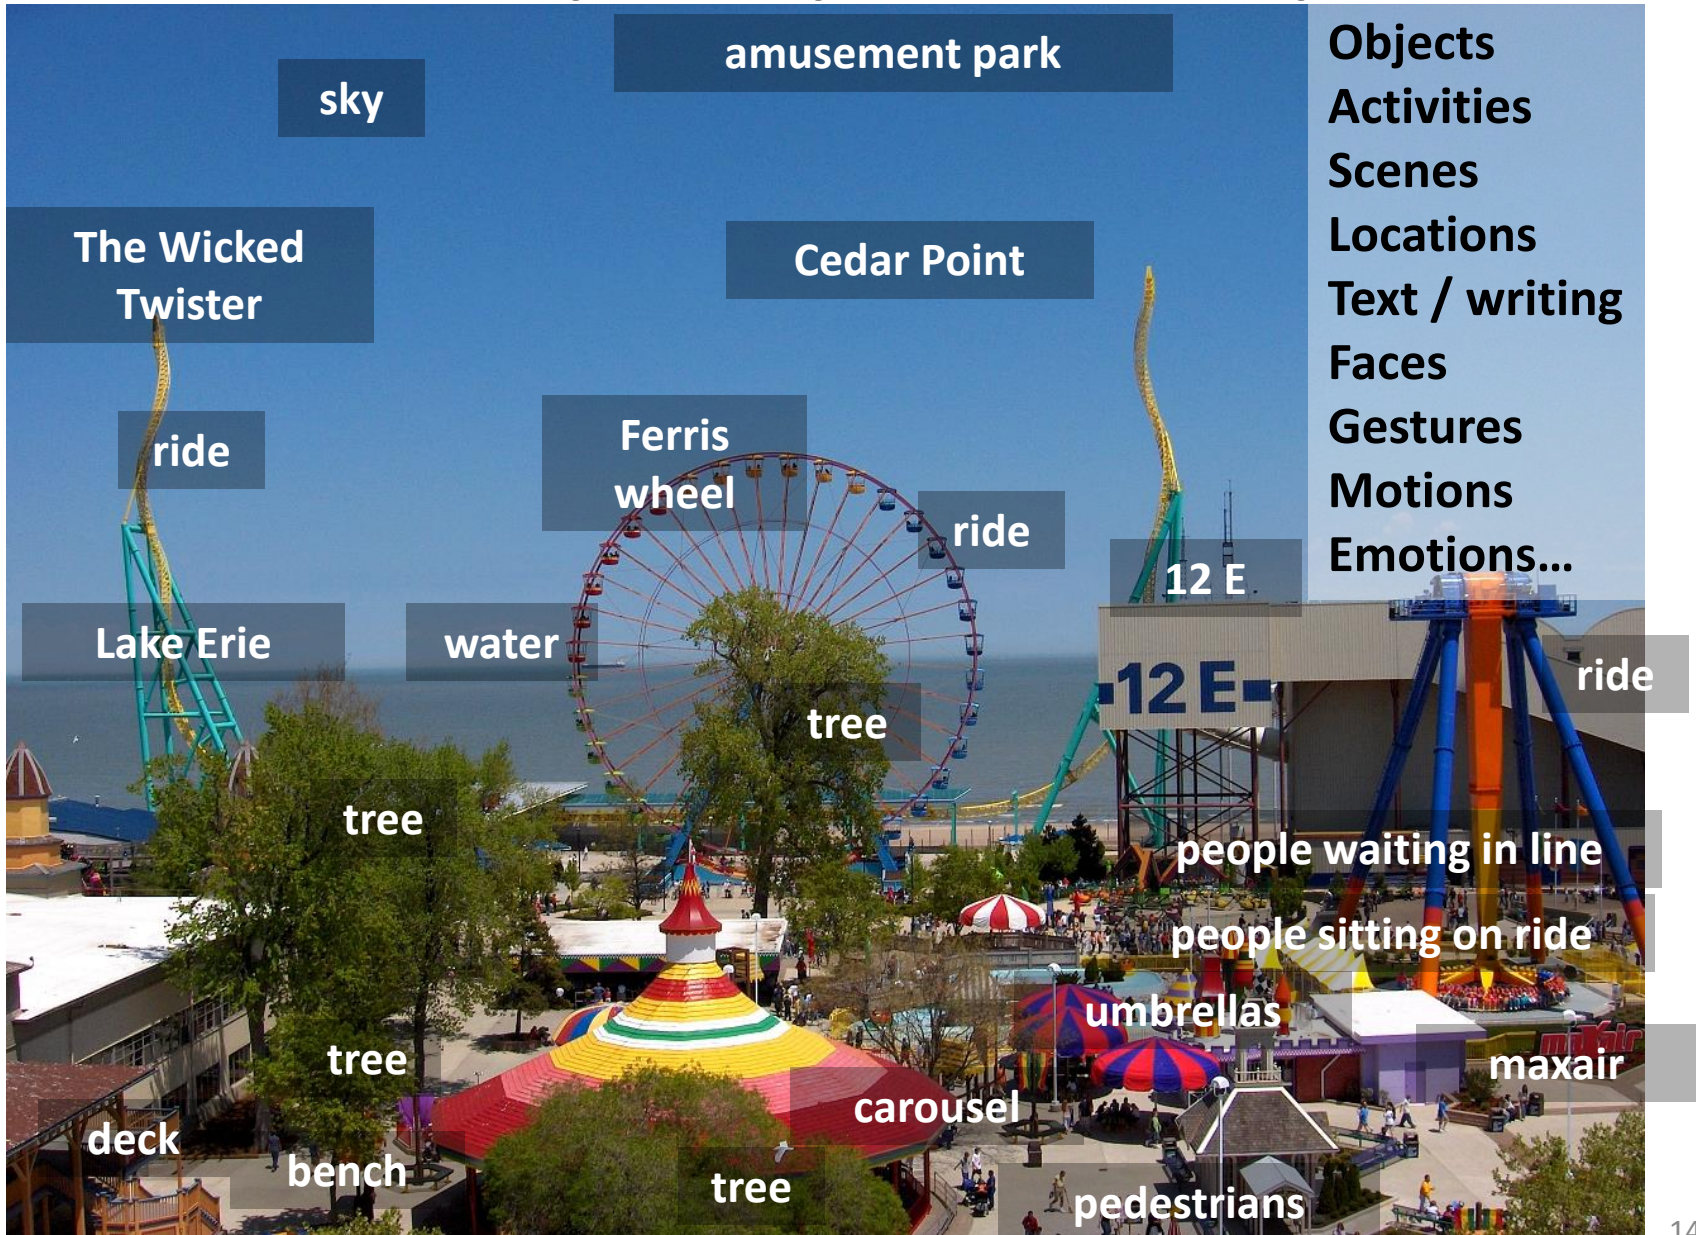 amusement park
Objects
sky
Activities
Scenes
The Wicked
Twister
Cedar Point
Locations
Text / writing
Faces
ride
Ferris
wheel
Gestures
ride
Motions
12 E
Emotions...
Lake Erie
water
ride
12 E
tree
tree
people waiting in line
people sitting on ride
umbrellas
maxair
tree
maxair
carousel
deck
bench
tree
pedestrians
14